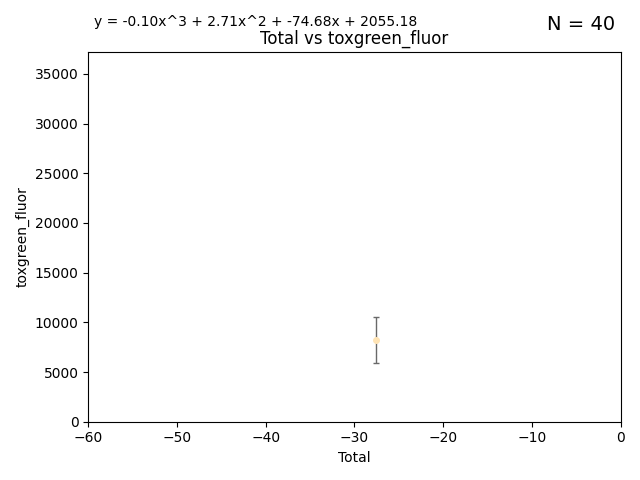 y = -0.10x^3 + 2.71x^2 + -74.68x + 2055.18
N = 40
Total vs toxgreen_fluor
toxgreen_fluor
35000
30000
25000
20000
15000
10000
5000
0
−60 −50 −40 −30 −20 −10 0
Total